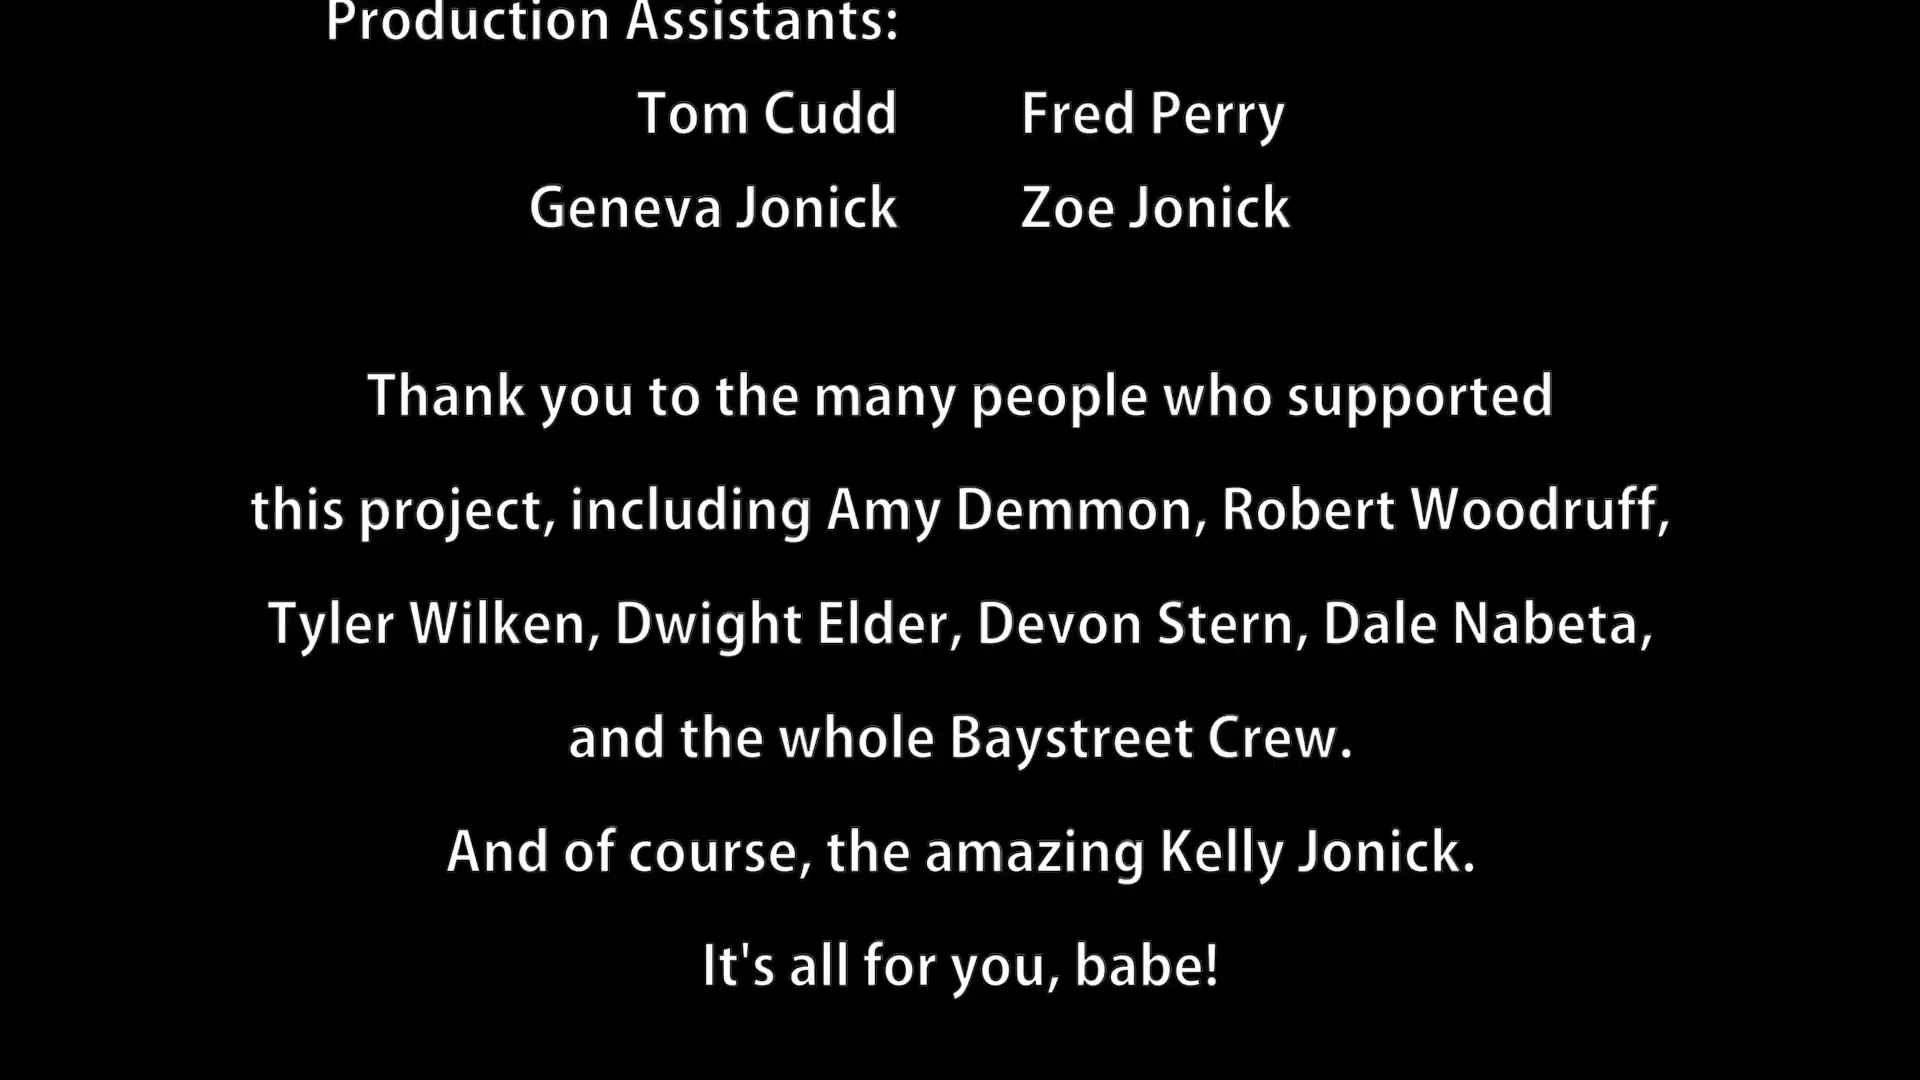 Production Assistants:
Tom Cudd Fred Perry
Geneva Jonick Zoe Jonick
Thank you to the many people who supported
this project, including Amy Demmon, Robert Woodruff,
Tyler Wilken, Dwight Elder, Devon Stern, Dale Nabeta,
and the whole Baystreet Crew.
And of course, the amazing Kelly Jonick.
It's all for you, babe!